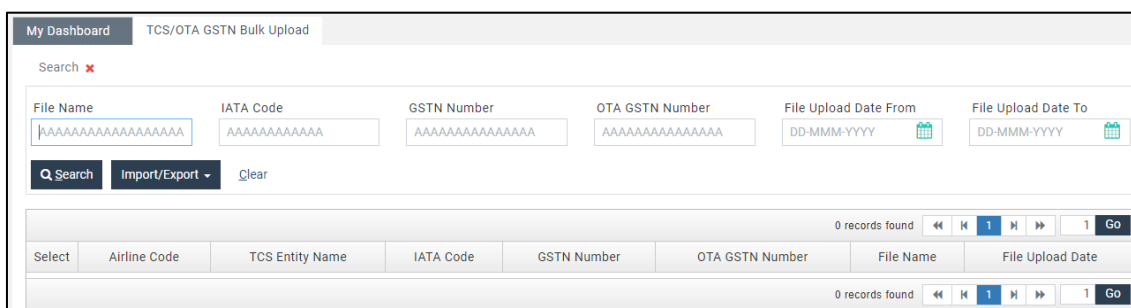 My Dashboard TCS/OTA GSTN Bulk Upload
Search
File Name IATA Code GSTN Number OTA GSTN Number File Upload Date From File Upload Date To
AAAAAAAAAAAAAAAAAA AAAAAAAAAAAA AAAAAAAAAAAAAAA AAAAAAAAAAAAAAA DD-MMM-YYYY DD-MMM-YYYY
Search Import/Export Clear
0 records found 1 1 Go
Select Airline Code TCS Entity Name IATA Code GSTN Number OTA GSTN Number File Name File Upload Date
0 records found 1 1 Go